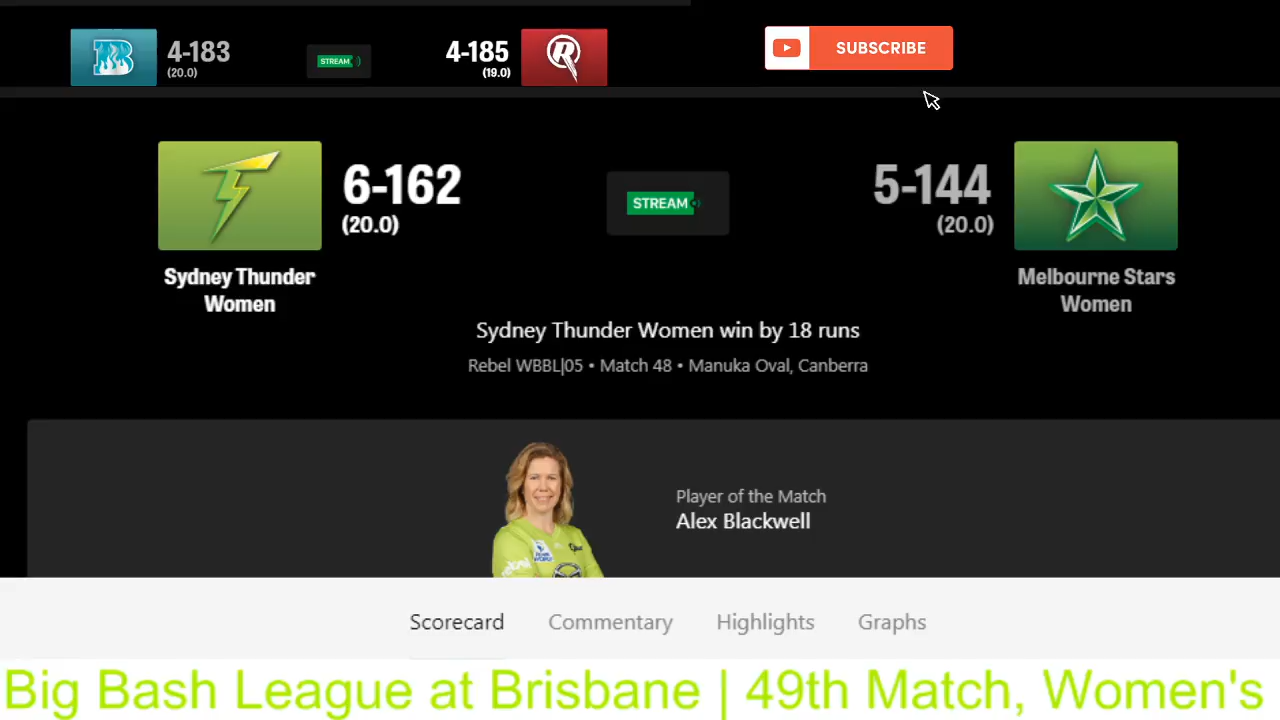 4-183
(20.0)
STREAM
4-185
(19.0)
R
SUBSCRIBE
6-162
(20.0)
STREAM
5-144
(20.0)
Sydney Thunder
Women
Melbourne Stars
Women
Sydney Thunder Women win by 18 runs
Rebel WBBL|05 • Match 48 • Manuka Oval, Canberra
Player of the Match
Alex Blackwell
rebel
Scorecard Commentary Highlights Graphs
Big Bash League at Brisbane | 49th Match, Women's